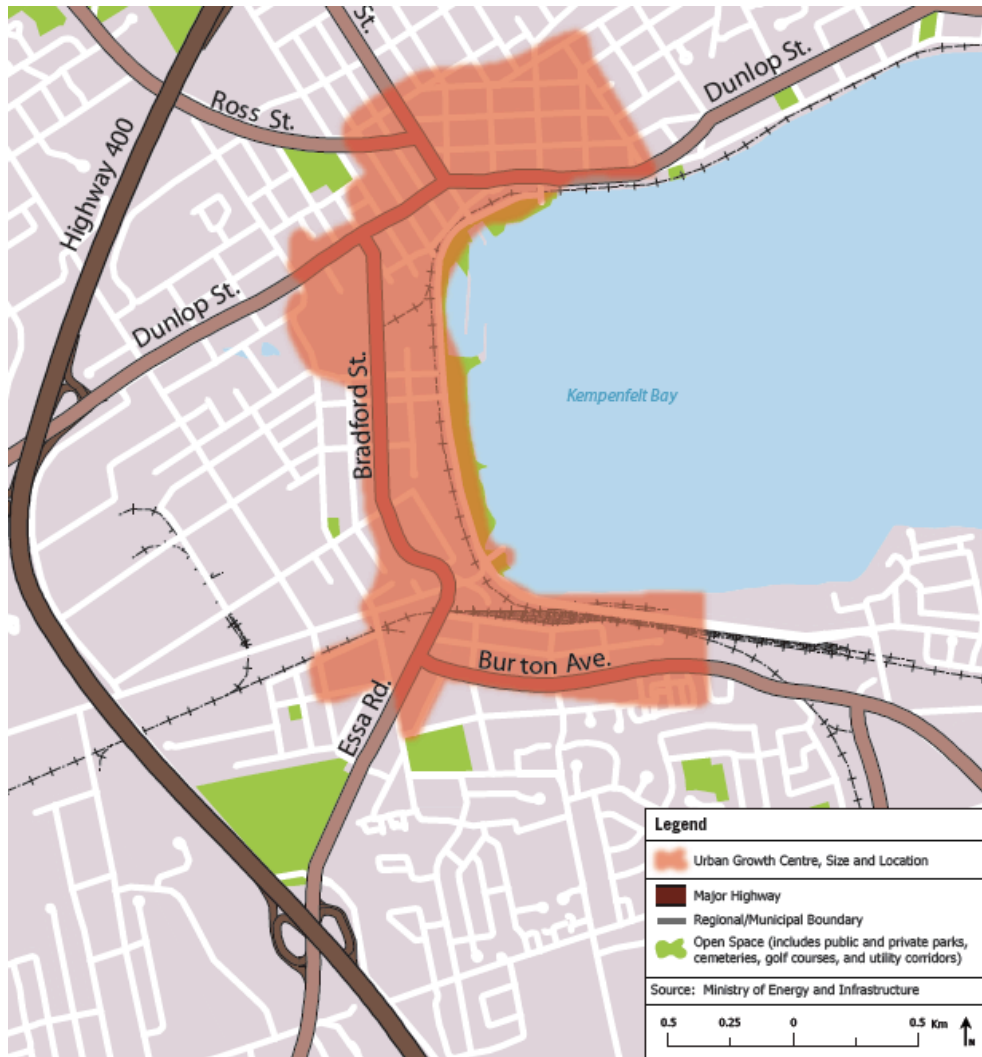 St.
Dunlop St.
Ross St.
Highway 400
Dunlop St.
Bradford St.
Kempenfelt Bay
Burton Ave.
Essa Rd.
Legend
Urban Growth Centre, Size and Location
Major Highway
Regional/Municipal Boundary
Open Space (includes public and private parks,
cemeteries, golf courses, and utility corridors)
Source: Ministry of Energy and Infrastructure
0.5 0.25 0 0.5 Km
N